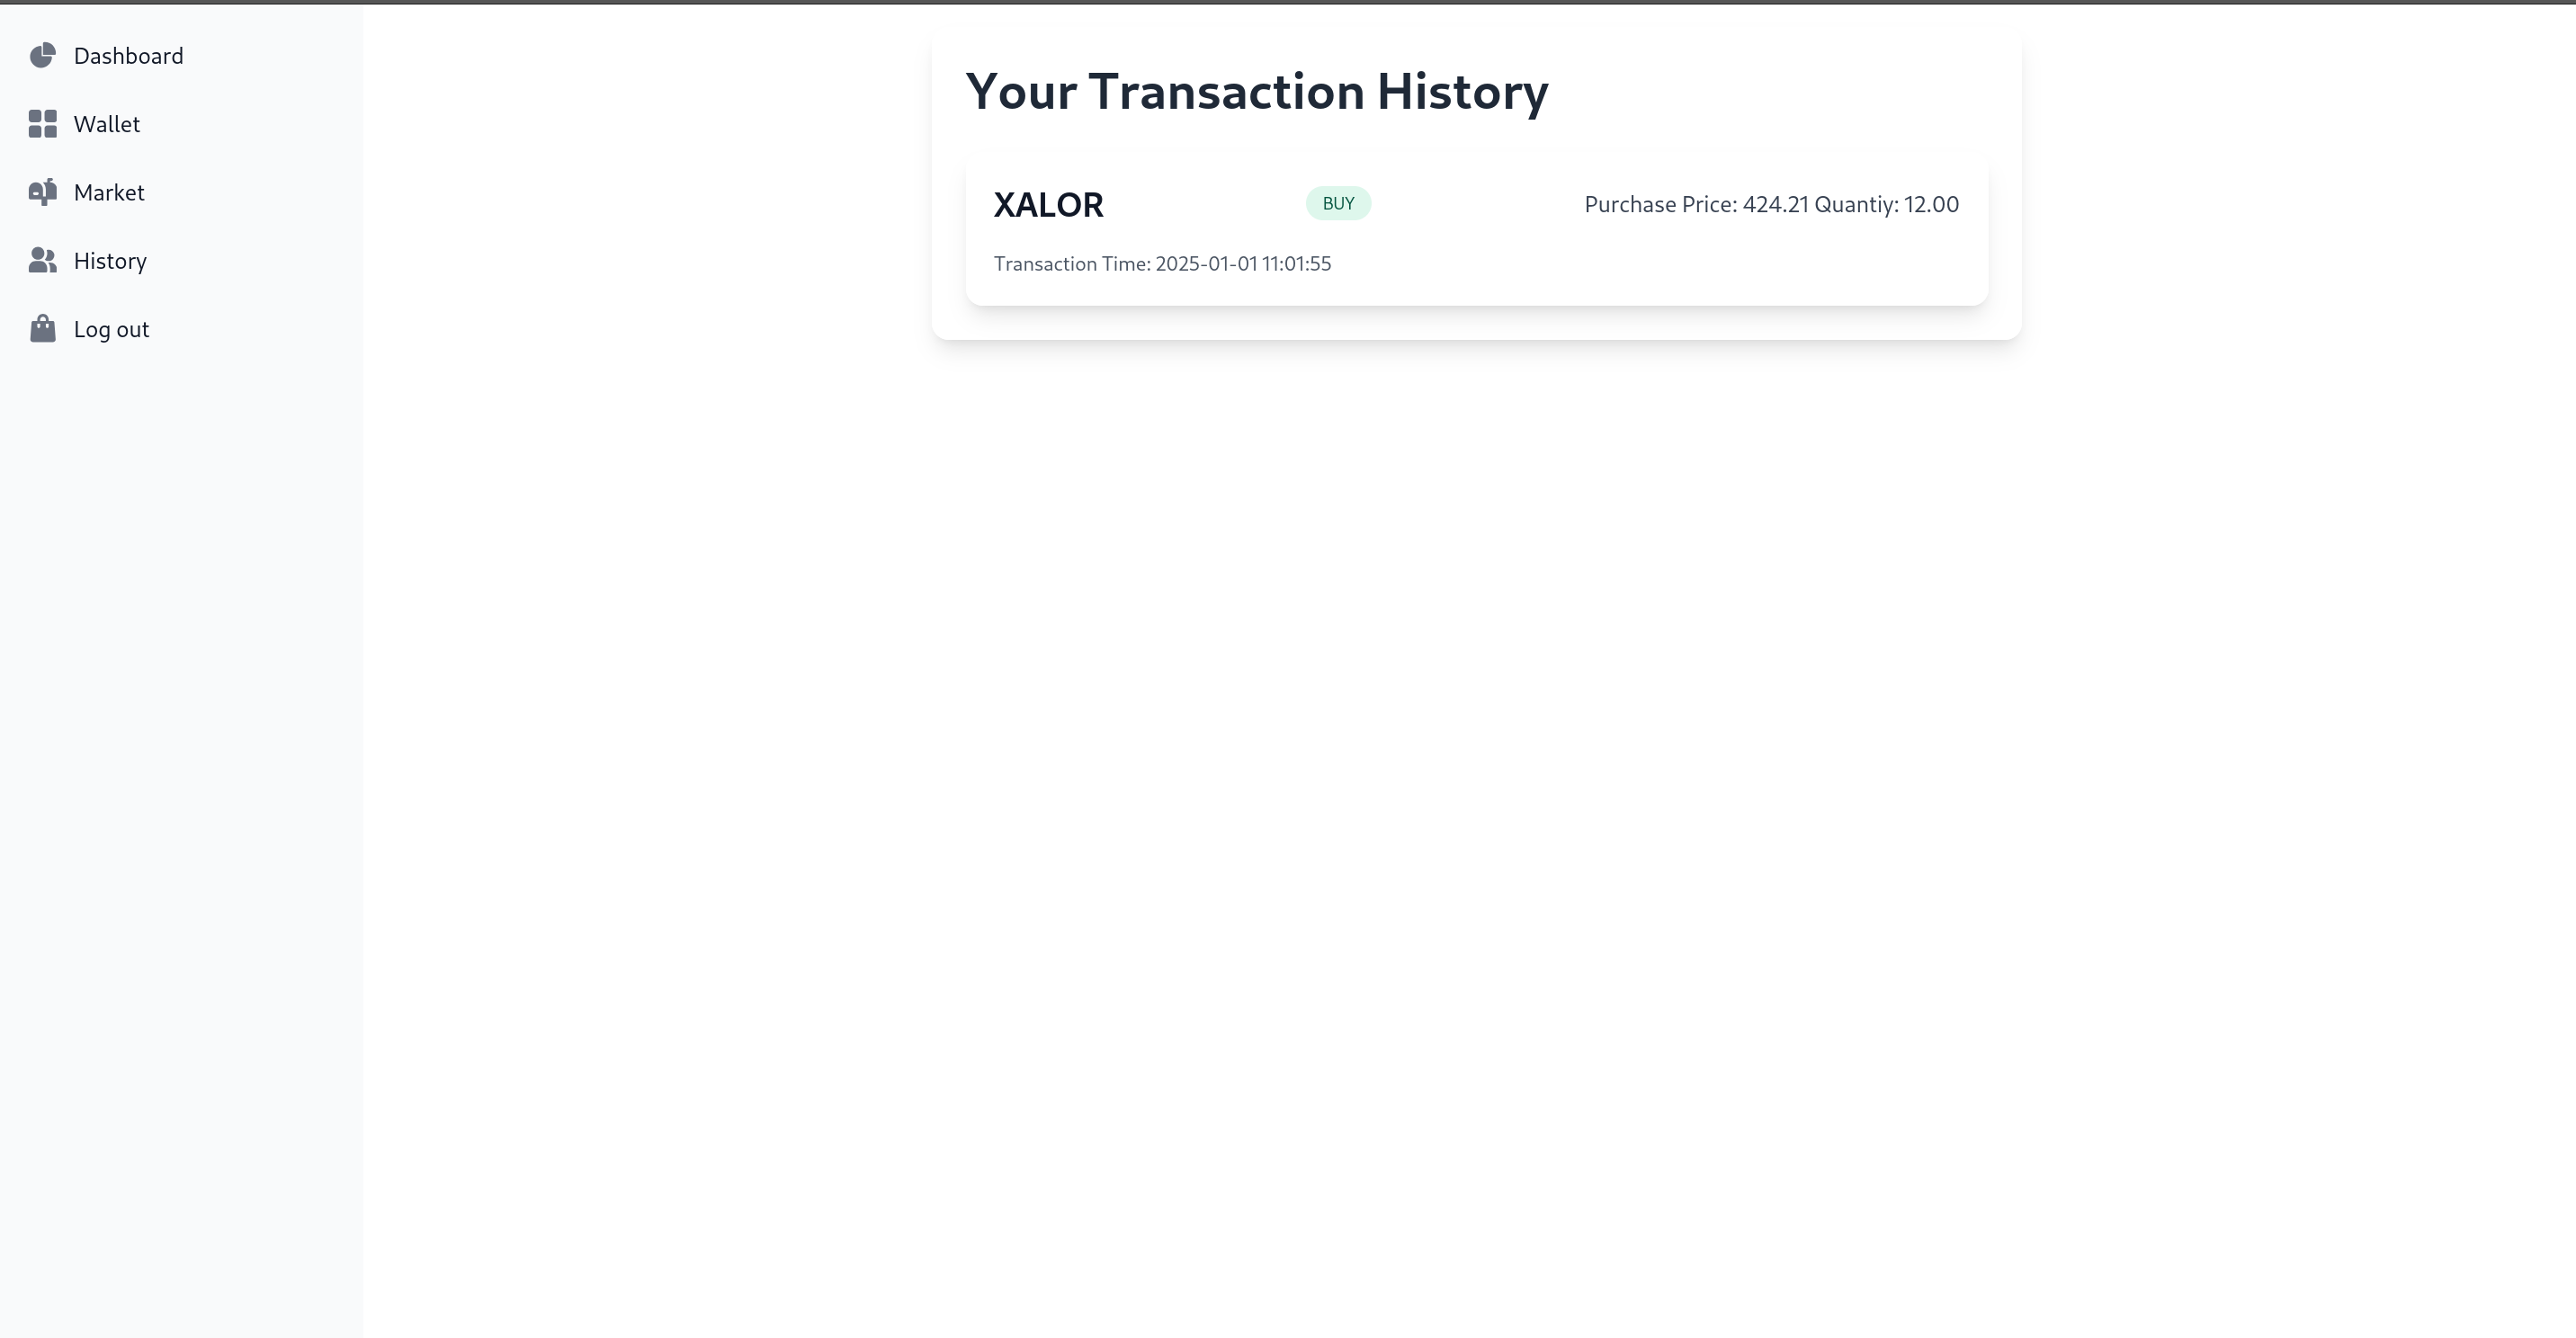 Dashboard
Wallet
Market
History
Log out
Your Transaction History
XALOR
BUY
Purchase Price: 424.21 Quantiy: 12.00
Transaction Time: 2025-01-01 11:01:55